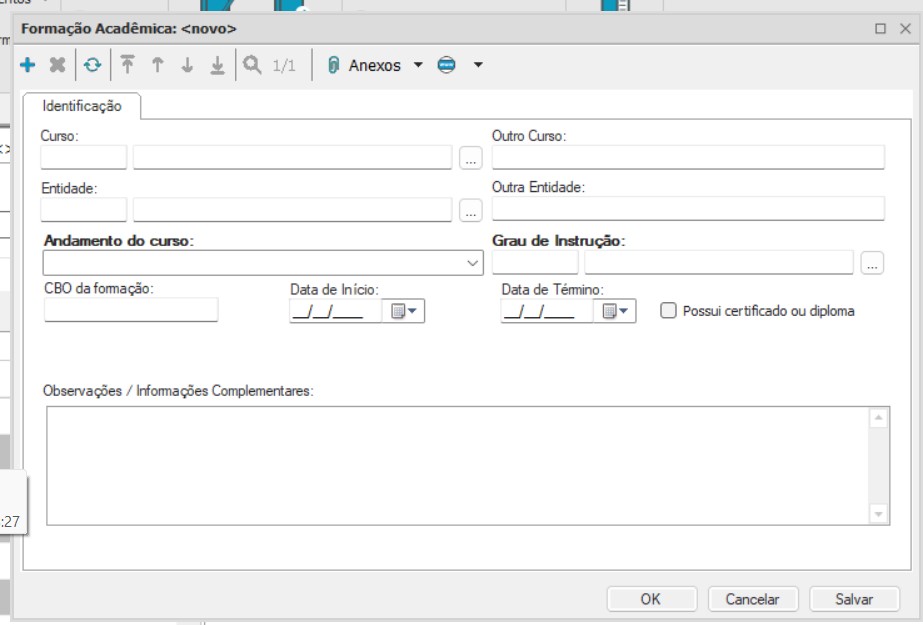 Formação Acadêmica: <novo>
1/1 Anexos
Identificação
Curso: Outro Curso:
...
Entidade: Outra Entidade:
...
Andamento do curso: Grau de Instrução:
...
CBO da formação: Data de Início: Data de Término:
__/__/____ __/__/____ Possui certificado ou diploma
Observações / Informações Complementares:
:27
OK Cancelar Salvar